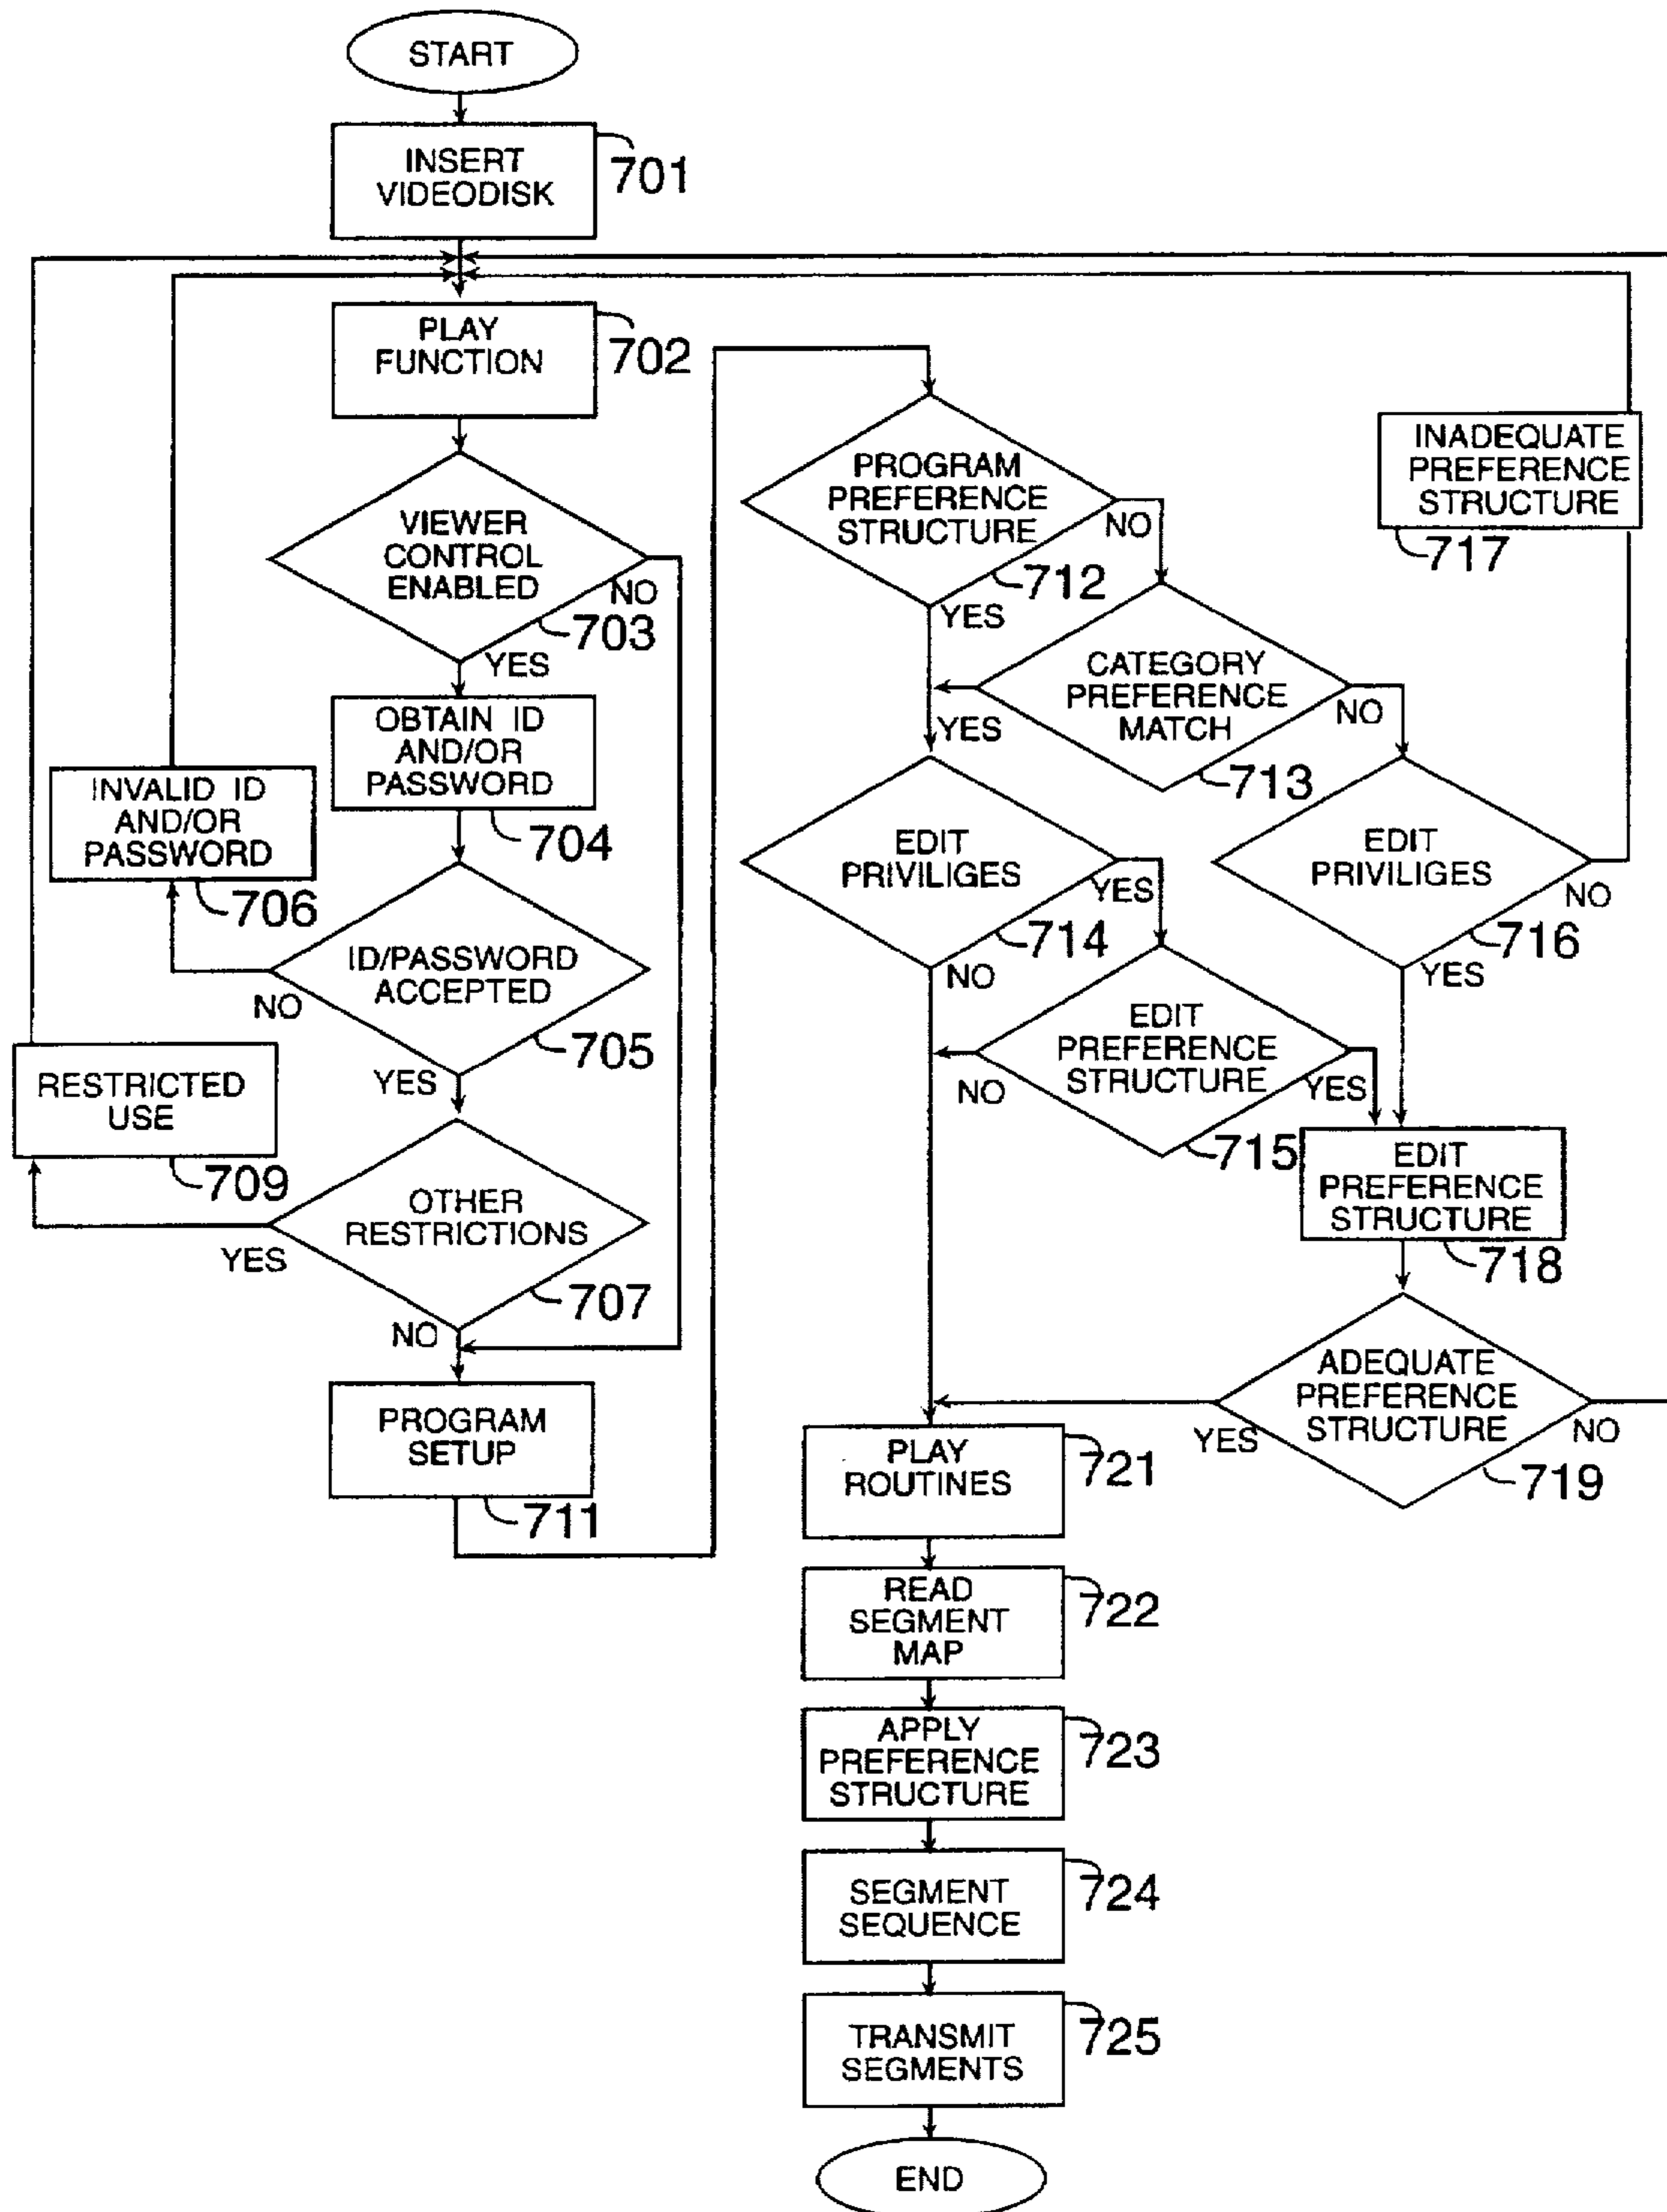 START
INSERT
VIDEODISK
701
PLAY
FUNCTION
702
VIEWER
CONTROL
ENABLED
NO
703
YES
OBTAIN ID
AND/OR
PASSWORD
704
INVALID ID
AND/OR
PASSWORD
706
ID/PASSWORD
ACCEPTED
NO
705
YES
RESTRICTED
USE
709
OTHER
RESTRICTIONS
YES
707
NO
PROGRAM
SETUP
711
PROGRAM
PREFERENCE
STRUCTURE
NO
712
YES
CATEGORY
PREFERENCE
MATCH
NO
YES
713
INADEQUATE
PREFERENCE
STRUCTURE
717
EDIT
PRIVILIGES
YES
714
NO
EDIT
PRIVILIGES
NO
716
YES
EDIT
PREFERENCE
STRUCTURE
NO
YES
715
EDIT
PREFERENCE
STRUCTURE
718
ADEQUATE
PREFERENCE
STRUCTURE
YES
NO
719
PLAY
ROUTINES
721
READ
SEGMENT
MAP
722
APPLY
PREFERENCE
STRUCTURE
723
SEGMENT
SEQUENCE
724
TRANSMIT
SEGMENTS
725
END